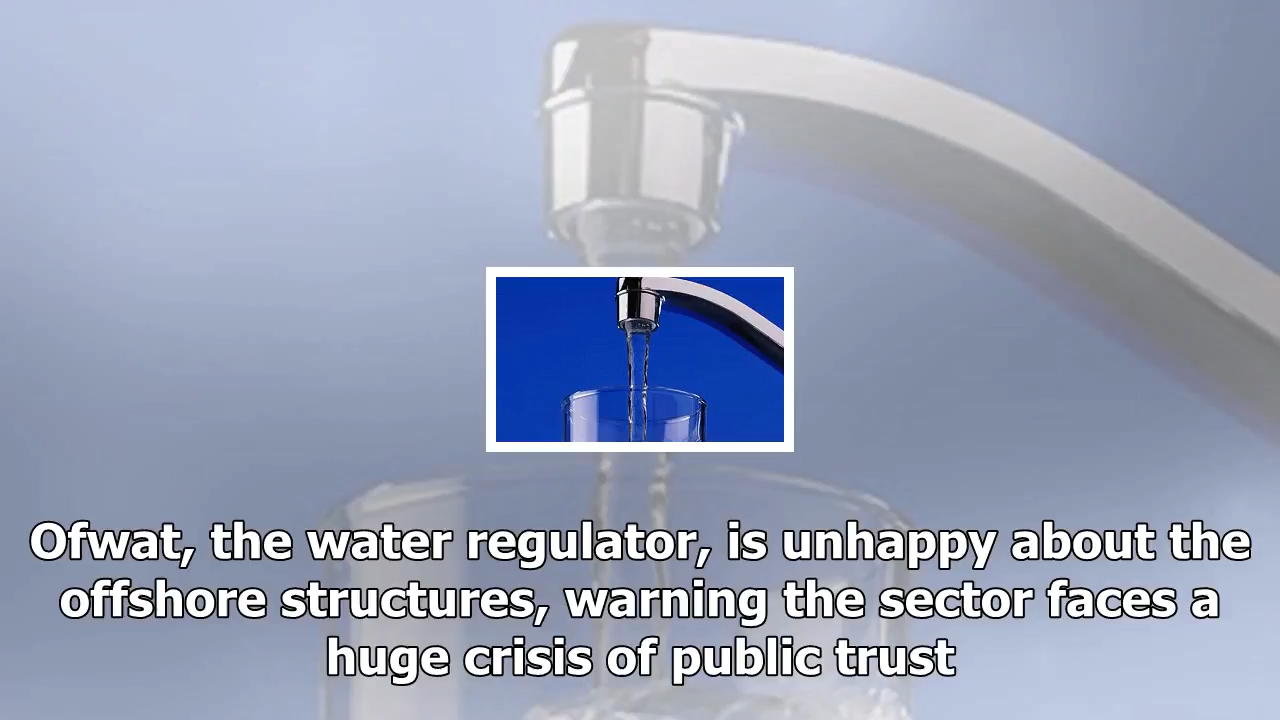 Ofwat, the water regulator, is unhappy about the
offshore structures, warning the sector faces a
huge crisis of public trust